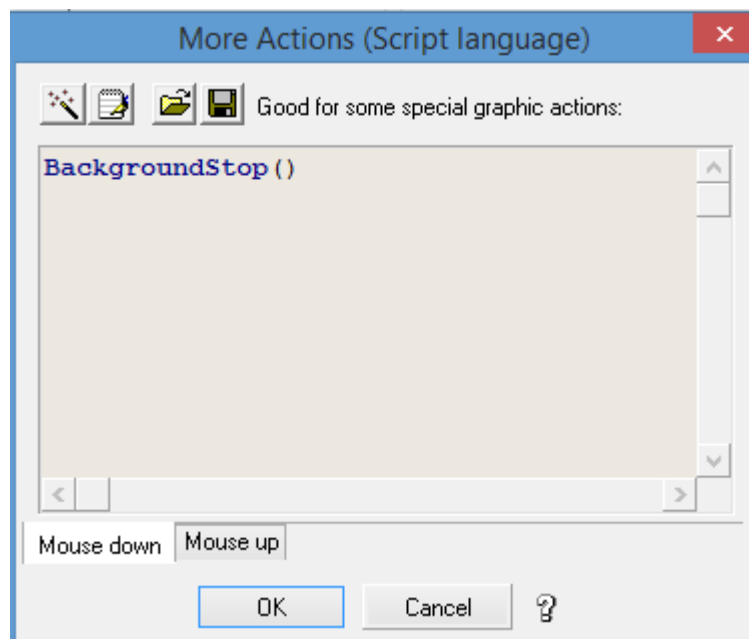 More Actions (Script language)
Good for some special graphic actions:
BackgroundStop()
Mouse down
Mouse up
OK
Cancel